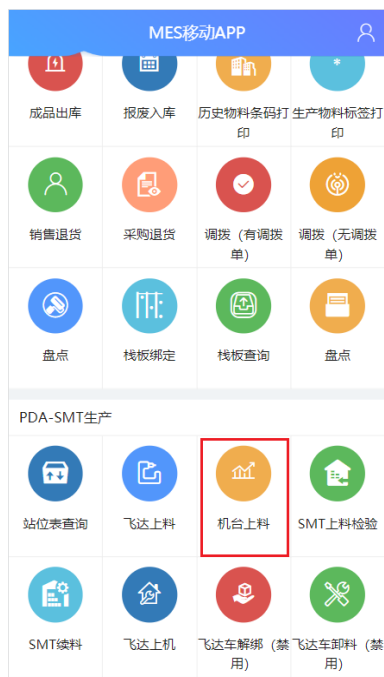 MES移动APP
成品出库 报废入库 历史物料条码打 生产物料标签打
印 印
销售退货 采购退货 调拨（有调拨 调拨（无调拨
单） 单）
盘点 栈板绑定 栈板查询 盘点
PDA-SMT生产
站位表查询 飞达上料 机台上料 SMT上料检验
SMT续料 飞达上机 飞达车解绑（禁 飞达车卸料（禁
用） 用）